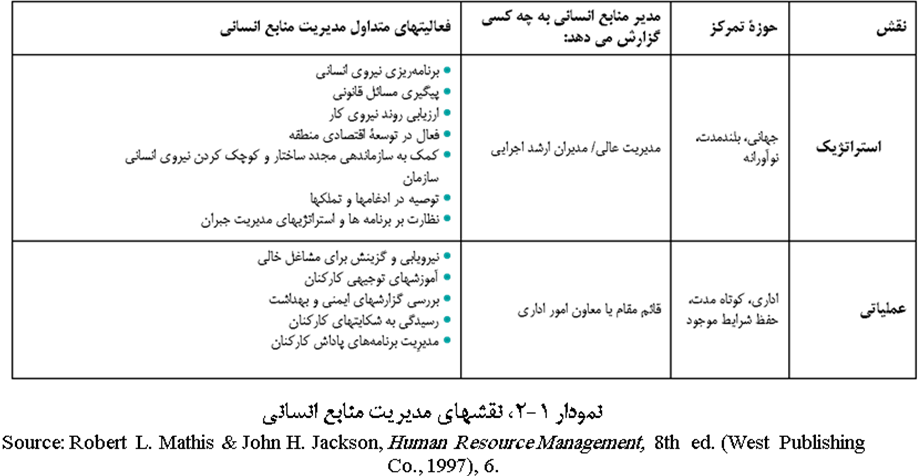 نقش
حوزهٔ تمرکز
مدیر منابع انسانی به چه کسی
گزارش می دهد:
فعالیتهای متداول مدیریت منابع انسانی
استراتژیک
جهانی، بلندمدت،
نوآورانه
مدیریت عالی/ مدیران ارشد اجرایی
• برنامه‌ریزی نیروی انسانی
• پیگیری مسائل قانونی
• ارزیابی روند نیروی کار
• فعال در توسعهٔ اقتصادی منطقه
• کمک به سازماندهی مجدد ساختار و کوچک کردن نیروی انسانی
سازمان
• توصیه در ادغامها و تملکها
• نظارت بر برنامه ها و استراتژیهای مدیریت جبران
عملیاتی
اداری، کوتاه مدت،
حفظ شرایط موجود
قائم مقام یا معاون امور اداری
• نیرویابی و گزینش برای مشاغل خالی
• آموزشهای توجیهی کارکنان
• بررسی گزارشهای ایمنی و بهداشت
• رسیدگی به شکایتهای کارکنان
• مدیریت برنامه‌های پاداش کارکنان
نمودار ۱-۲، نقشهای مدیریت منابع انسانی
Source: Robert L. Mathis & John H. Jackson, Human Resource Management, 8th ed. (West Publishing
Co., 1997), 6.